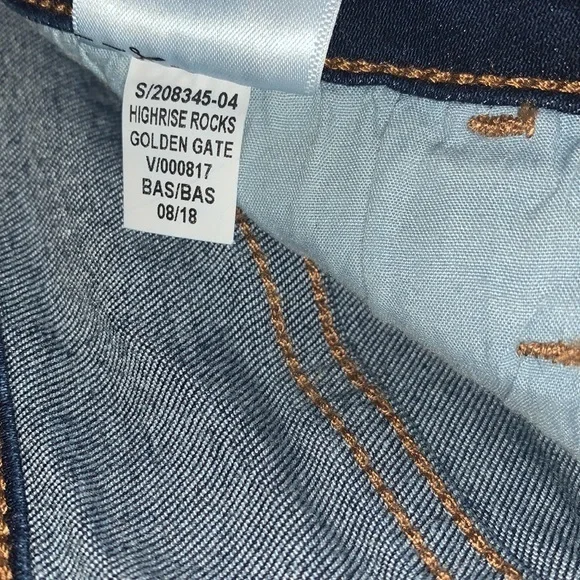 S/208345-04
HIGHRISE ROCKS
GOLDEN GATE
V/000817
BAS/BAS
08/18